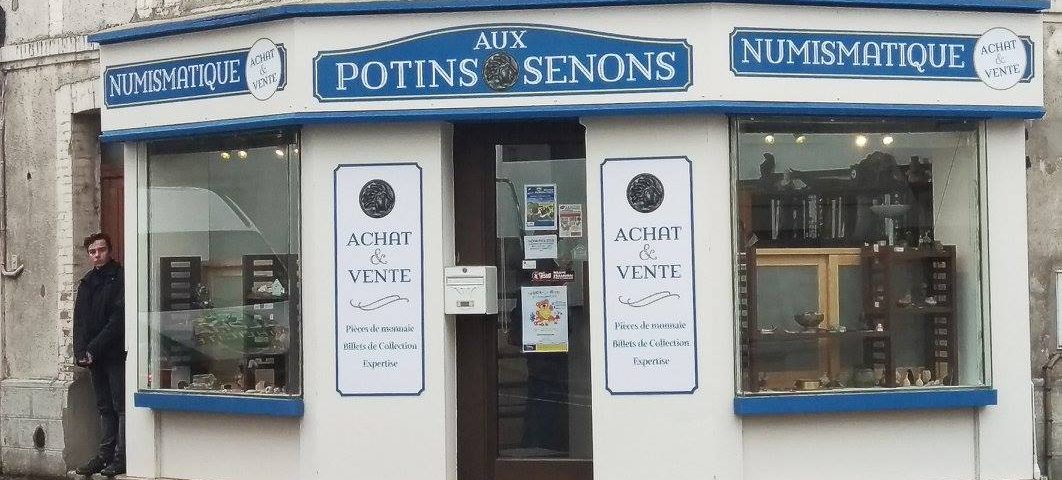 NUMISMATIQUE
ACHAT
&
VENTE
AUX
POTINS SENONS
NUMISMATIQUE
ACHAT
&
VENTE
ACHAT
&
VENTE
Pièces de monnaie
Billets de Collection
Expertise
ACHAT
&
VENTE
Pièces de monnaie
Billets de Collection
Expertise